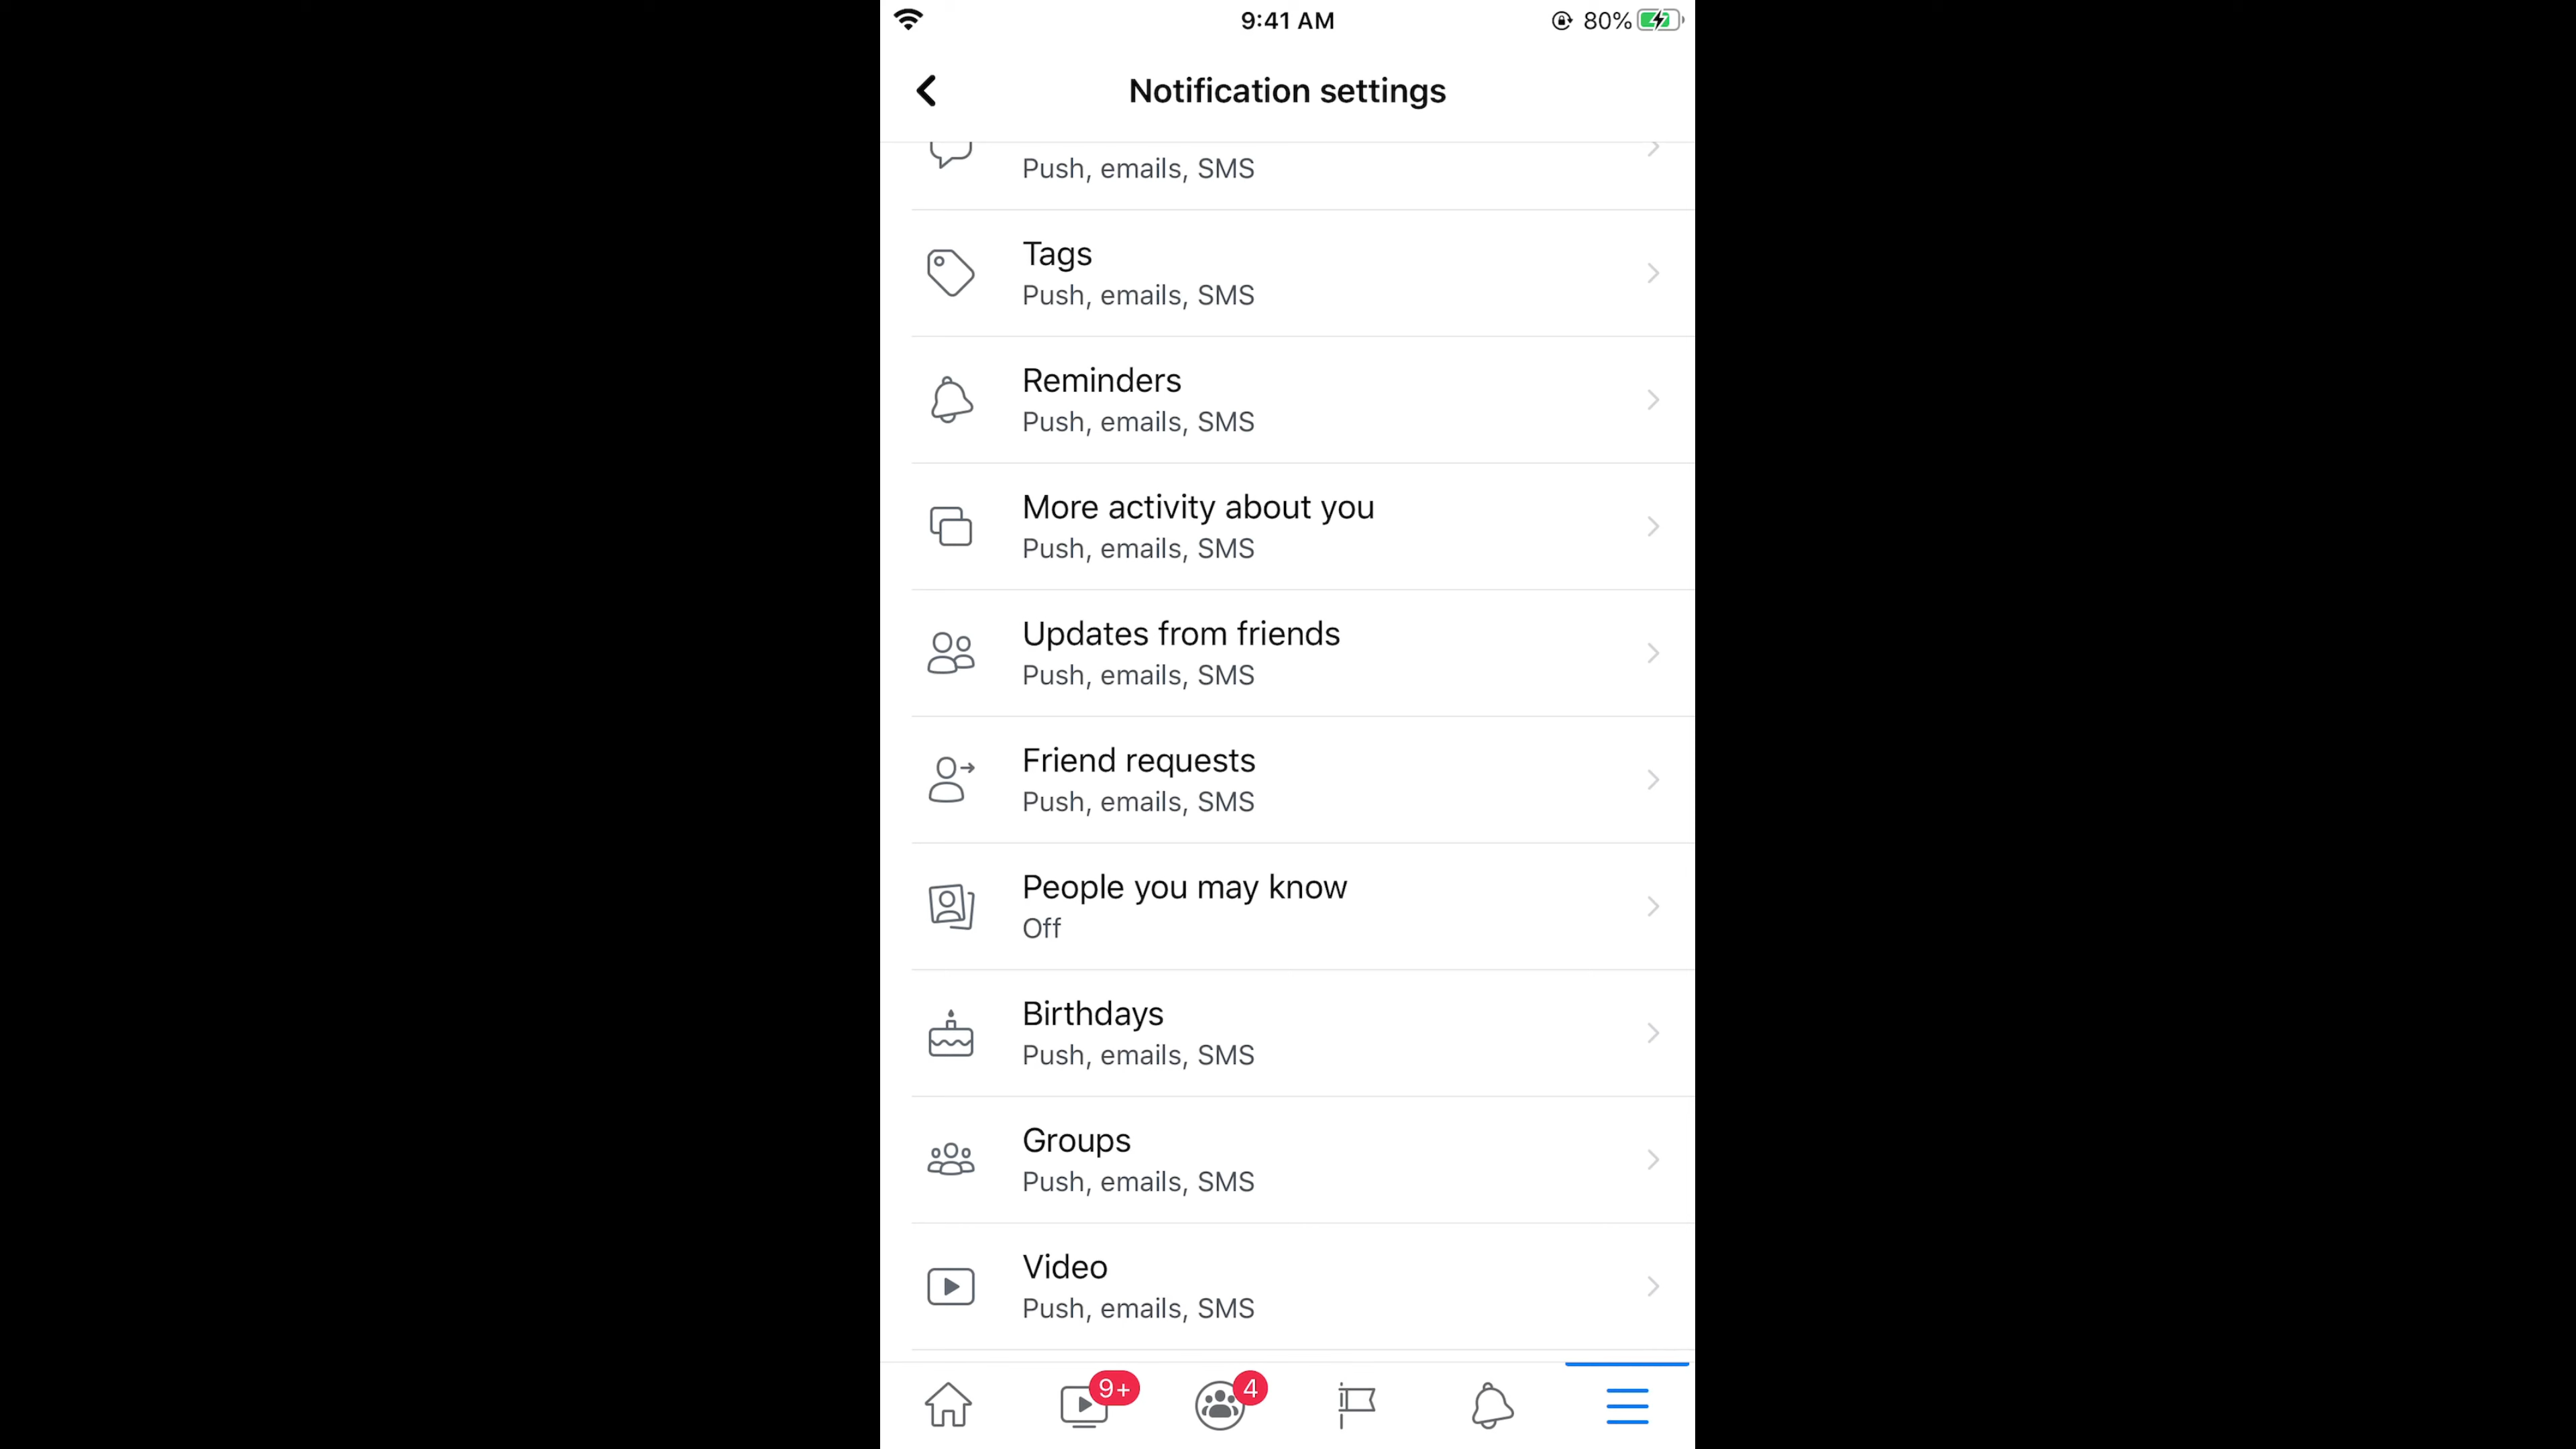 9:41 AM
80%
Notification settings
Push, emails, SMS
Tags
Push, emails, SMS
Reminders
Push, emails, SMS
More activity about you
Push, emails, SMS
Updates from friends
Push, emails, SMS
Friend requests
Push, emails, SMS
People you may know
Off
Birthdays
Push, emails, SMS
Groups
Push, emails, SMS
Video
Push, emails, SMS
9+
4